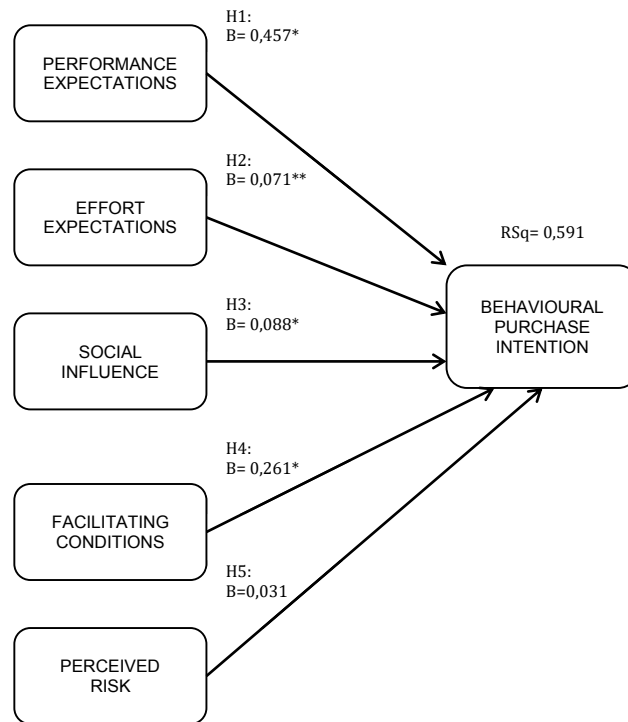 H1:
B= 0,457*
PERFORMANCE
EXPECTATIONS
H2:
B= 0,071**
EFFORT
EXPECTATIONS
RSq= 0,591
H3:
B= 0,088*
BEHAVIOURAL
PURCHASE
INTENTION
SOCIAL
INFLUENCE
H4:
B= 0,261*
FACILITATING
CONDITIONS
H5:
B=0,031
PERCEIVED
RISK